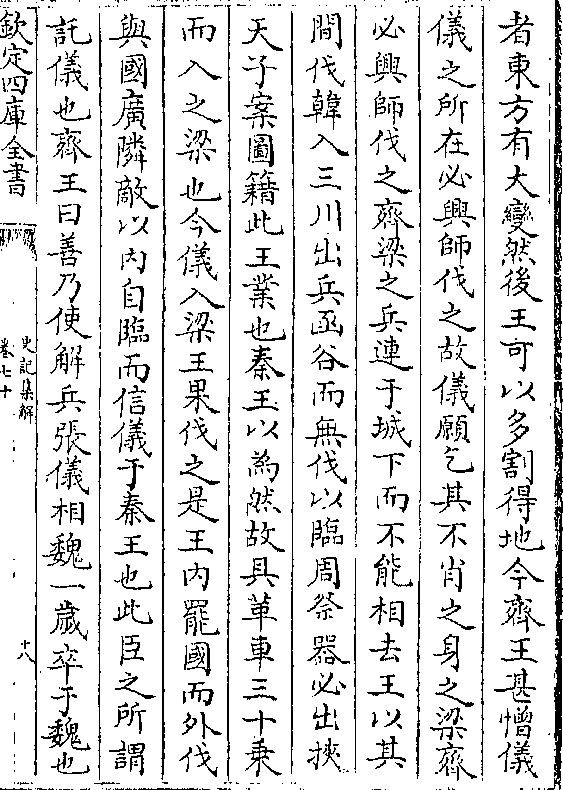 者東方有大變然後王可以多割得地今齊王甚憎儀
儀之所在必興師伐之故儀願乞其不肖之身之梁齊
必興師伐之齊梁之兵連于城下而不能相去王以其
間伐韓入三川出兵函谷而無伐以臨周祭器必出挾
天子案圖籍此王業也秦王以為然故具革車三十乗
而入之梁也今儀入梁王果伐之是王内罷國而外伐
與國廣隣敵以内自臨而信儀于秦王也此臣之所謂
託儀也齊王曰善乃使解兵張儀相魏一歲卒于魏也
欽定四庫全書
史記集解
卷七十
十八